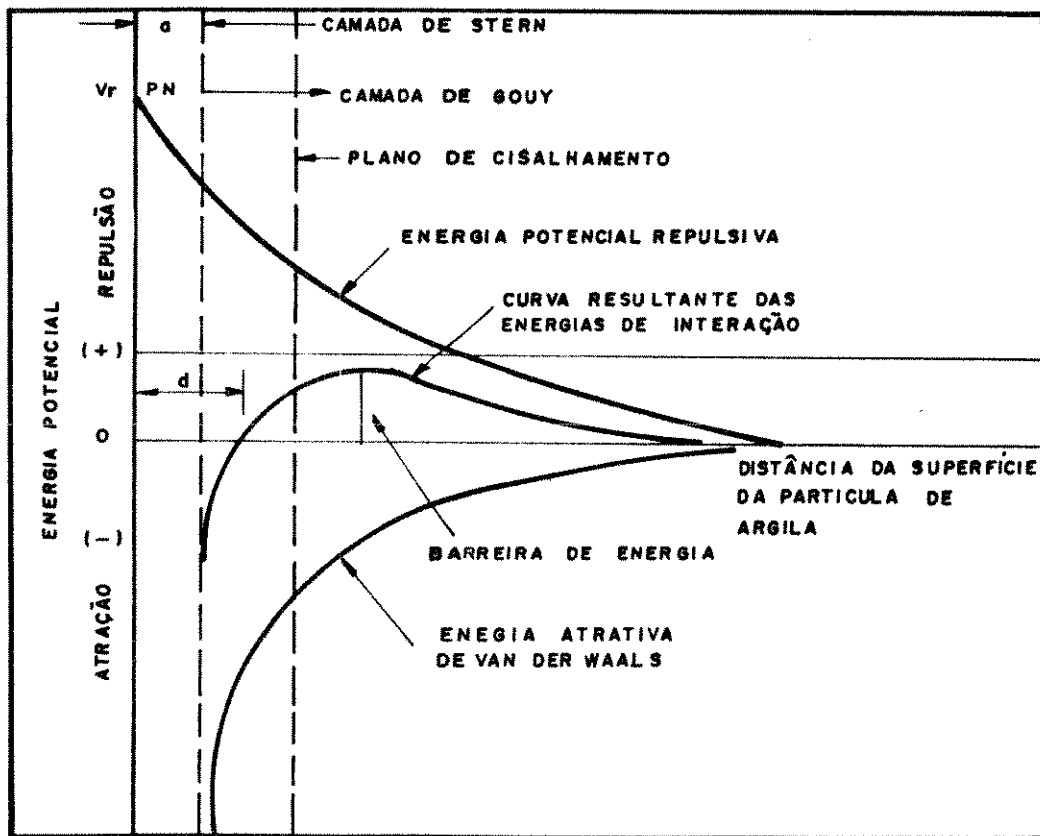 a
CAMADA DE STERN
Vr
PN
CAMADA DE GOUY
PLANO DE CISALHAMENTO
ENERGIA POTENCIAL REPULSIVA
CURVA RESULTANTE DAS
ENERGIAS DE INTERAÇÃO
ENERGIA POTENCIAL
REPULSÃO
(+)
d
0
(-)
ATRAÇÃO
DISTÂNCIA DA SUPERFÍCIE
DA PARTICULA DE
ARGILA
BARREIRA DE ENERGIA
ENEGIA ATRATIVA
DE VAN DER WAALS